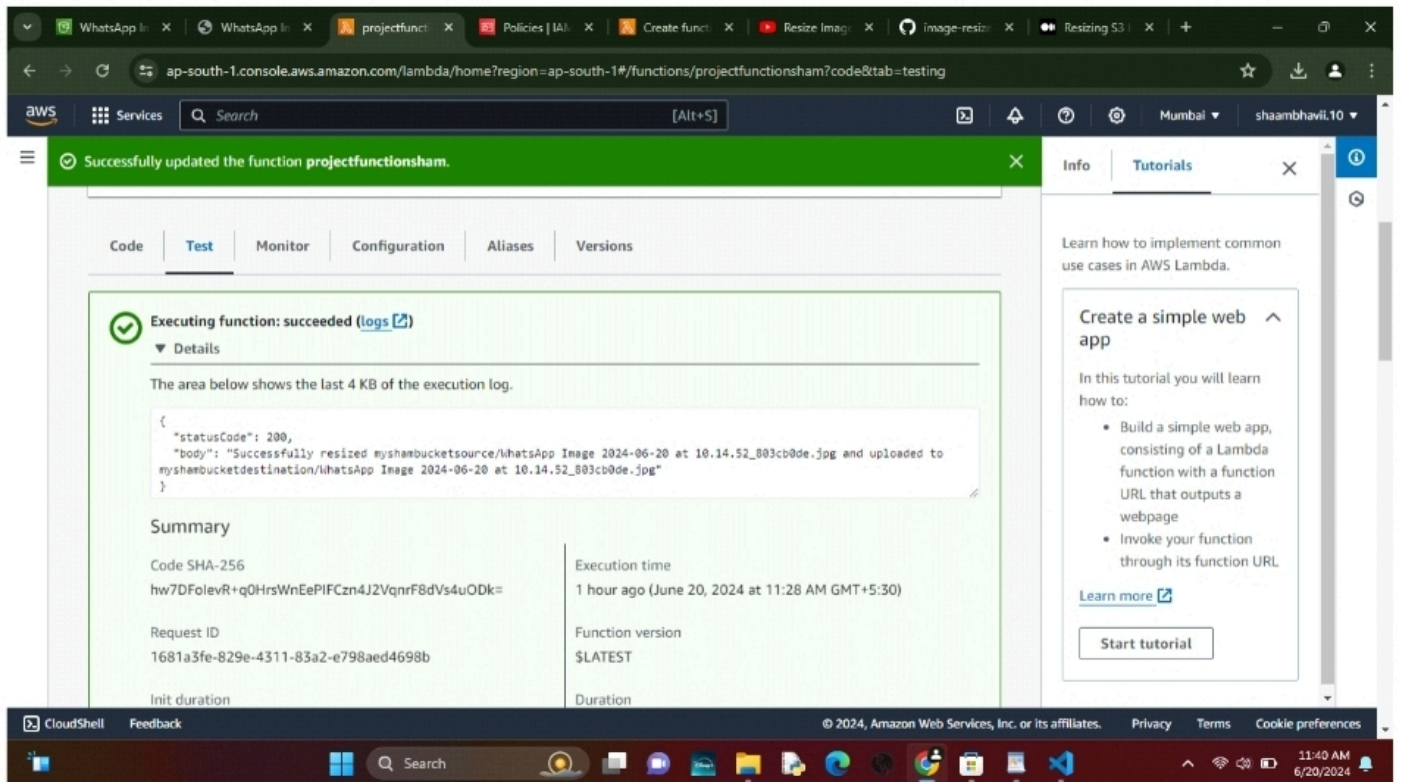 WhatsApp In
WhatsApp In
projectfuncti
Policies | IAM
Create functi
Resize Image
image-resize
Resizing S3 I
ap-south-1.console.aws.amazon.com/lambda/home?region=ap-south-1#/functions/projectfunctionsham?code&tab=testing
aws
Services
Search
[Alt+S]
Mumbai
shaambhavii.10
Successfully updated the function projectfunctionsham.
Code
Test
Monitor
Configuration
Aliases
Versions
Executing function: succeeded (logs)
Details
The area below shows the last 4 KB of the execution log.
{
"statusCode": 200,
"body": "Successfully resized myshambucketsource/WhatsApp Image 2024-06-20 at 10.14.52_803cb0de.jpg and uploaded to
myshambucketdestination/WhatsApp Image 2024-06-20 at 10.14.52_803cb0de.jpg"
}
Summary
Code SHA-256
hw7DFolevR+q0HrsWnEePIFCzn4J2VqnrF8dVs4uODk=
Execution time
1 hour ago (June 20, 2024 at 11:28 AM GMT+5:30)
Request ID
1681a3fe-829e-4311-83a2-e798aed4698b
Function version
$LATEST
Init duration
Duration
Info
Tutorials
Learn how to implement common
use cases in AWS Lambda.
Create a simple web
app
In this tutorial you will learn
how to:
• Build a simple web app,
consisting of a Lambda
function with a function
URL that outputs a
webpage
• Invoke your function
through its function URL
Learn more
Start tutorial
CloudShell
Feedback
© 2024, Amazon Web Services, Inc. or its affiliates.
Privacy
Terms
Cookie preferences
Search
11:40 AM
6/20/2024